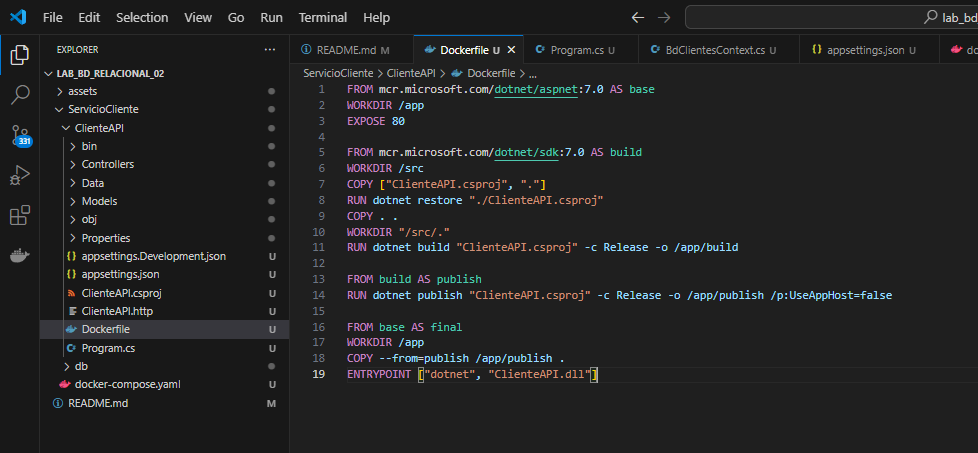 File Edit Selection View Go Run Terminal Help
lab_bd
EXPLORER
README.md M
Dockerfile U
Program.cs U
BdClientesContext.cs U
appsettings.json U
LAB_BD_RELACIONAL_02
ServicioCliente > ClienteAPI > Dockerfile > ...
assets
ServicioCliente
ClienteAPI
bin
Controllers
Data
Models
obj
Properties
appsettings.Development.json U
appsettings.json U
ClienteAPI.csproj U
ClienteAPI.http U
Dockerfile U
Program.cs U
db
docker-compose.yaml U
README.md M
331
1 FROM mcr.microsoft.com/dotnet/aspnet:7.0 AS base
2 WORKDIR /app
3 EXPOSE 80
4
5 FROM mcr.microsoft.com/dotnet/sdk:7.0 AS build
6 WORKDIR /src
7 COPY ["ClienteAPI.csproj", "."]
8 RUN dotnet restore "./ClienteAPI.csproj"
9 COPY . .
10 WORKDIR "/src/."
11 RUN dotnet build "ClienteAPI.csproj" -c Release -o /app/build
12
13 FROM build AS publish
14 RUN dotnet publish "ClienteAPI.csproj" -c Release -o /app/publish /p:UseAppHost=false
15
16 FROM base AS final
17 WORKDIR /app
18 COPY --from=publish /app/publish .
19 ENTRYPOINT ["dotnet", "ClienteAPI.dll"]